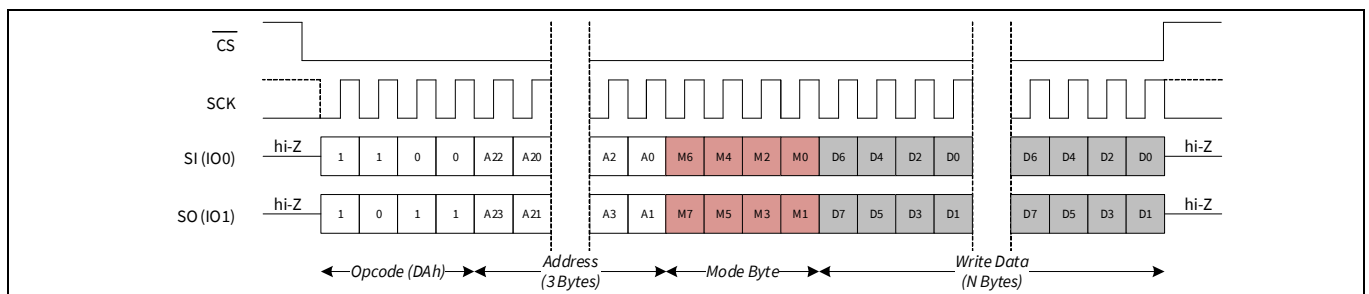 CS
SCK
SI (IO0) hi-Z 1 1 0 0 A22 A20 A2 A0 M6 M4 M2 M0 D6 D4 D2 D0 D6 D4 D2 D0 hi-Z
SO (IO1) hi-Z 1 0 1 1 A23 A21 A3 A1 M7 M5 M3 M1 D7 D5 D3 D1 D7 D5 D3 D1 hi-Z
Opcode (DAh) Address Mode Byte Write Data
(3 Bytes) (N Bytes)